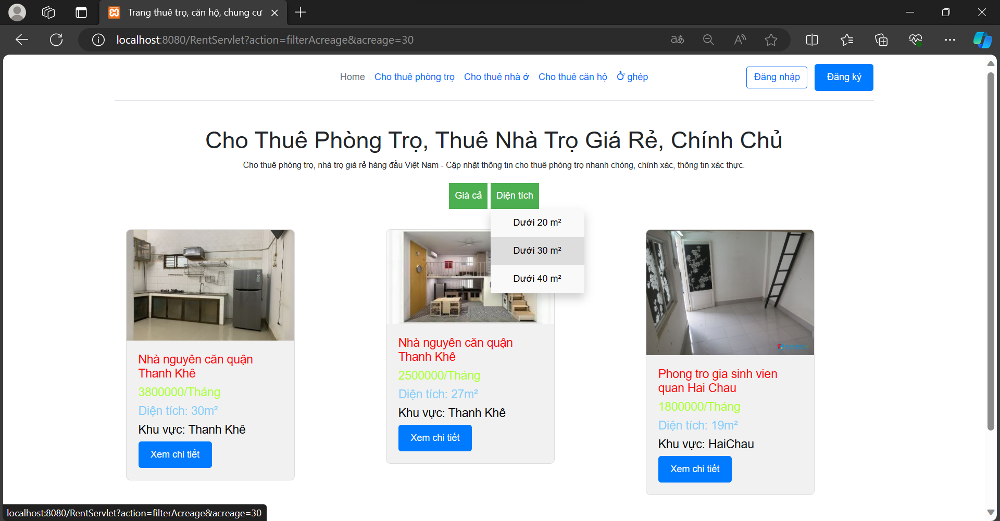 Trang thuê trọ, căn hộ, chung cư
localhost:8080/RentServlet?action=filterAcreage&acreage=30
Home Cho thuê phòng trọ Cho thuê nhà ở Cho thuê căn hộ Ở ghép Đăng nhập Đăng ký
Cho Thuê Phòng Trọ, Thuê Nhà Trọ Giá Rẻ, Chính Chủ
Cho thuê phòng trọ, nhà trọ giá rẻ hàng đầu Việt Nam - Cập nhật thông tin cho thuê phòng trọ nhanh chóng, chính xác, thông tin xác thực.
Giá cả Diện tích
Dưới 20 m²
Dưới 30 m²
Dưới 40 m²
Nhà nguyên căn quận
Thanh Khê
3800000/Tháng
Diện tích: 30m²
Khu vực: Thanh Khê
Xem chi tiết
Nhà nguyên căn quận
Thanh Khê
2500000/Tháng
Diện tích: 27m²
Khu vực: Thanh Khê
Xem chi tiết
Phong tro gia sinh vien
quan Hai Chau
1800000/Tháng
Diện tích: 19m²
Khu vực: HaiChau
Xem chi tiết
localhost:8080/RentServlet?action=filterAcreage&acreage=30